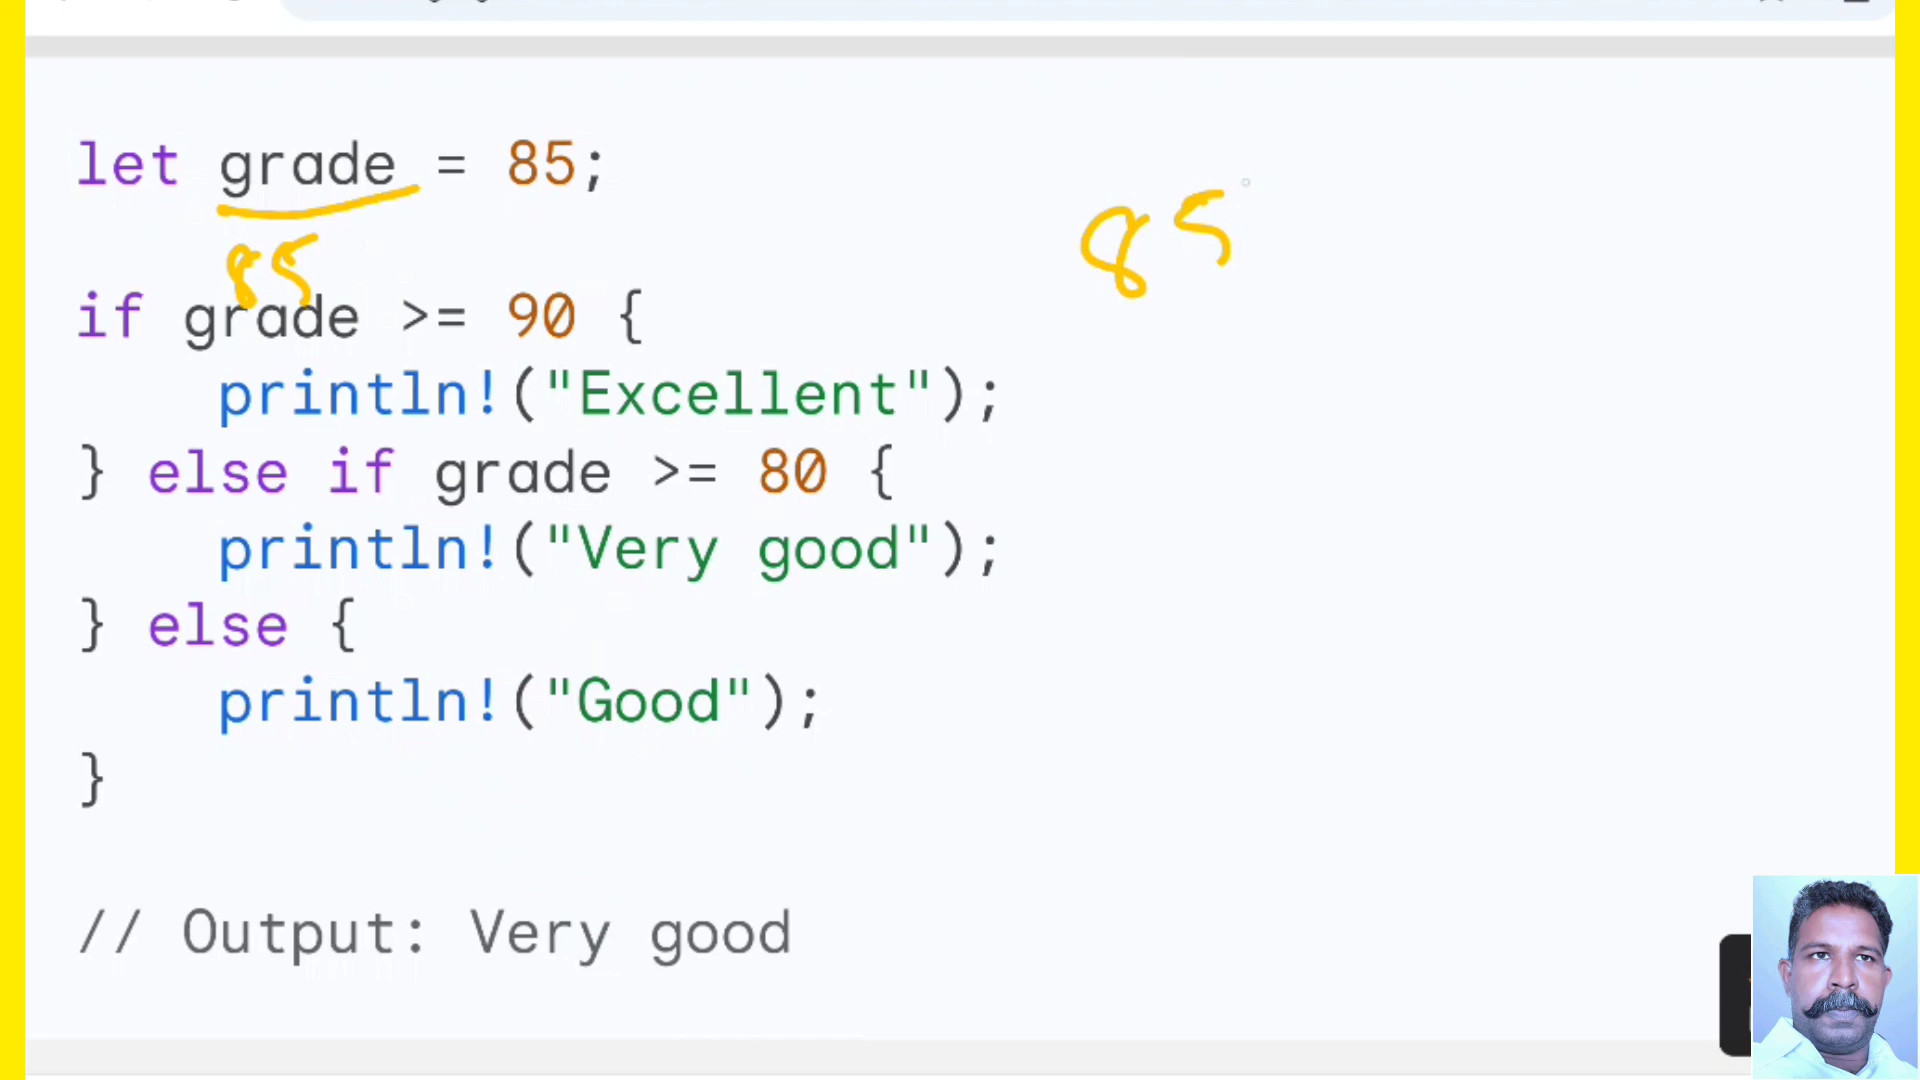 let grade = 85;
85
85
if grade >= 90 {
println!("Excellent");
} else if grade >= 80 {
println!("Very good");
} else {
println!("Good");
}
// Output: Very good